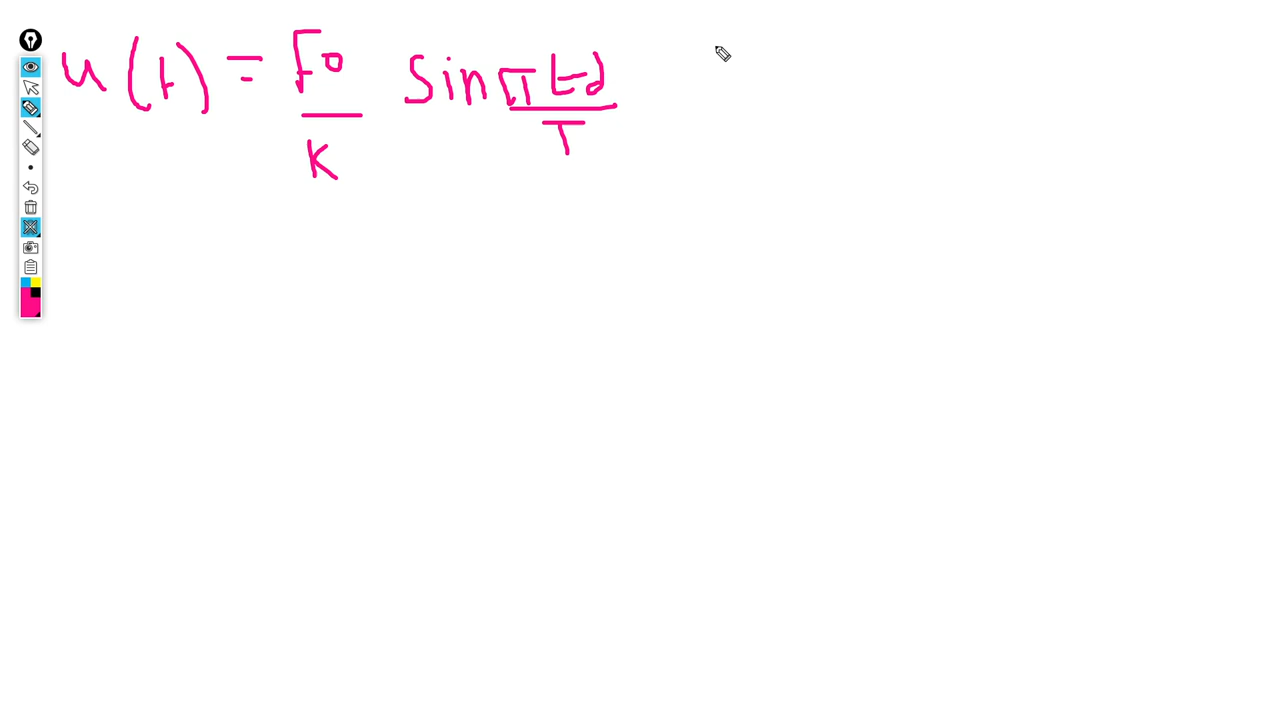 u(t) = Fo/K sin πtd/T